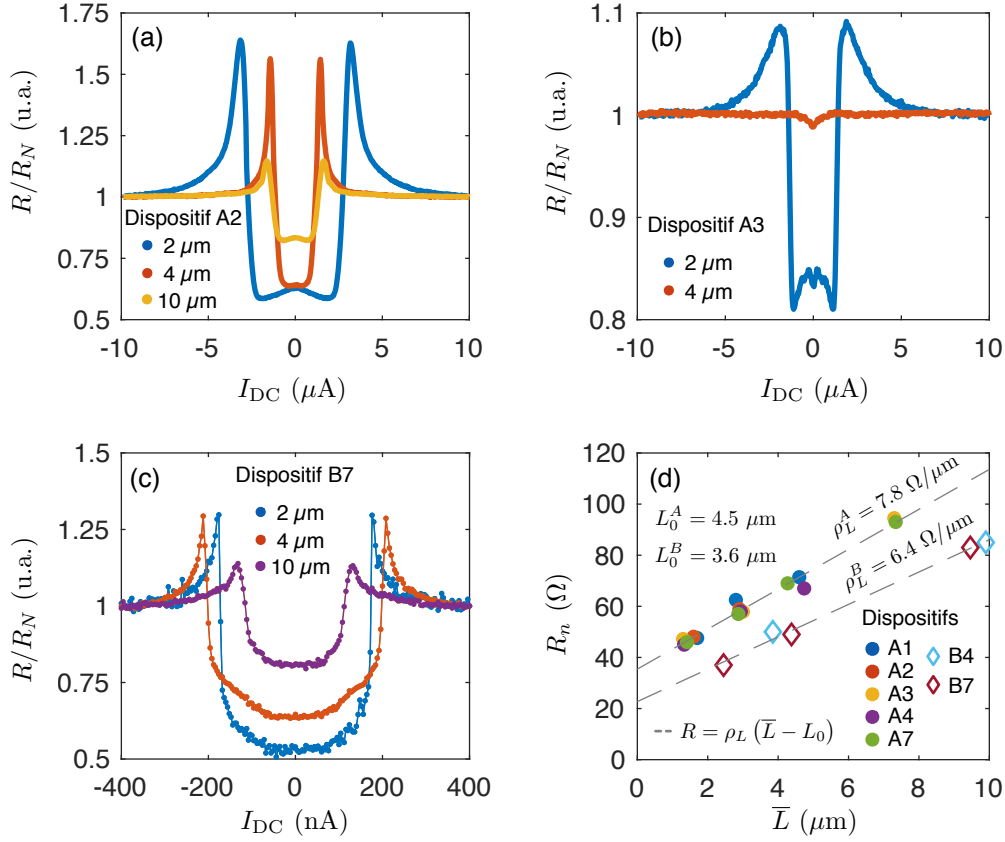 (a)
1.75
1.5
1.25
1
0.75
0.5
R/R_N (u.a.)
Dispositif A2
2 µm
4 µm
10 µm
-10 -5 0 5 10
I_DC (µA)
(b)
1.1
1
0.9
0.8
R/R_N (u.a.)
Dispositif A3
2 µm
4 µm
-10 -5 0 5 10
I_DC (µA)
(c)
1.5
1.25
1
0.75
0.5
R/R_N (u.a.)
Dispositif B7
2 µm
4 µm
10 µm
-400 -200 0 200 400
I_DC (nA)
(d)
120
100
80
60
40
20
0
R_n (Ω)
L_0^A = 4.5 µm
L_0^B = 3.6 µm
ρ_L^A = 7.8 Ω/µm
ρ_L^B = 6.4 Ω/µm
Dispositifs
A1
A2
A3
A4
A7
B4
B7
R = ρ_L (L̅ − L_0)
0 2 4 6 8 10
L̅ (µm)